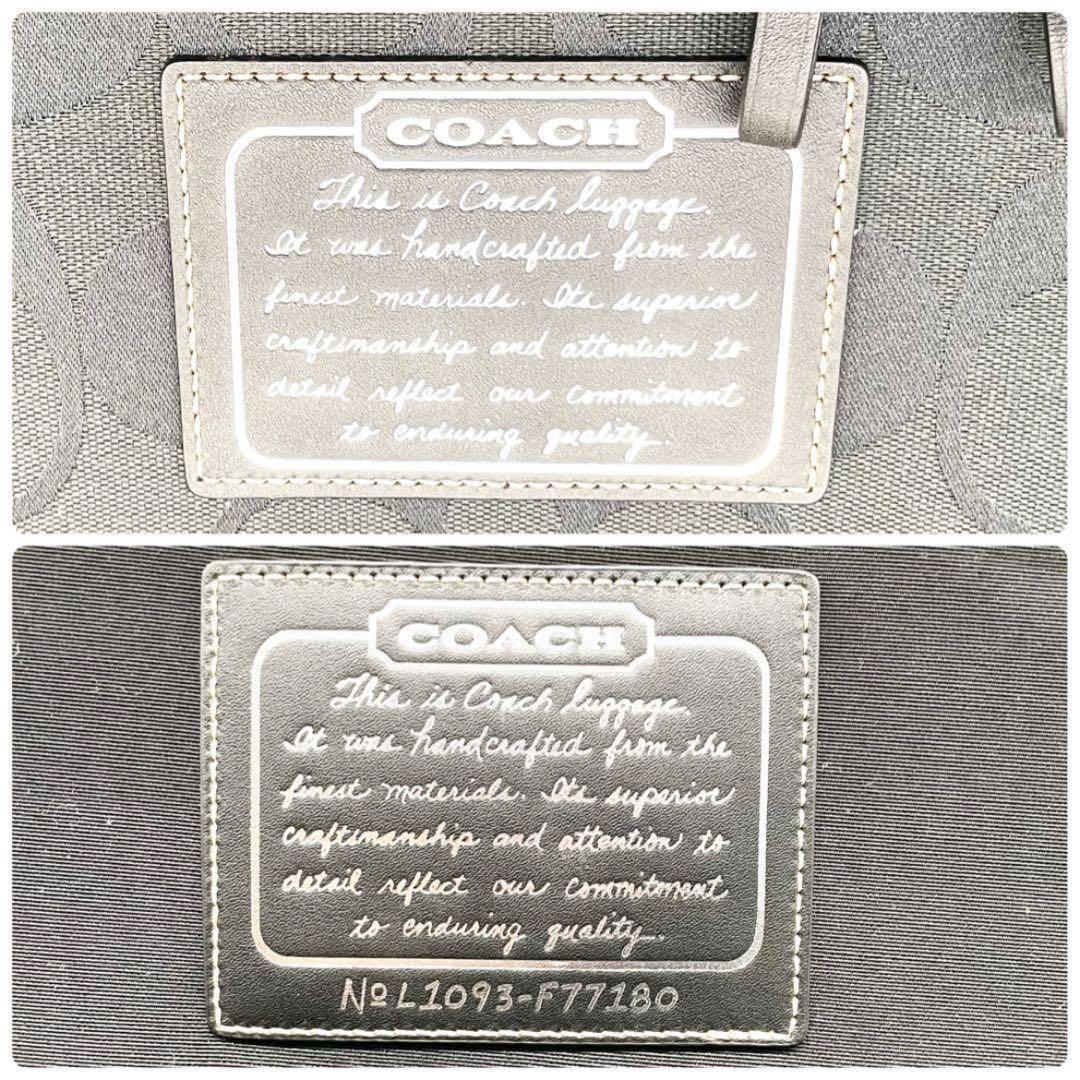 COACH
This is Coach luggage.
It was handcrafted from the
finest materials. Its superior
craftsmanship and attention to
detail reflect our commitment
to enduring quality.
COACH
This is Coach luggage.
It was handcrafted from the
finest materials. Its superior
craftsmanship and attention to
detail reflect our commitment
to enduring quality.
№ L1093-F77180